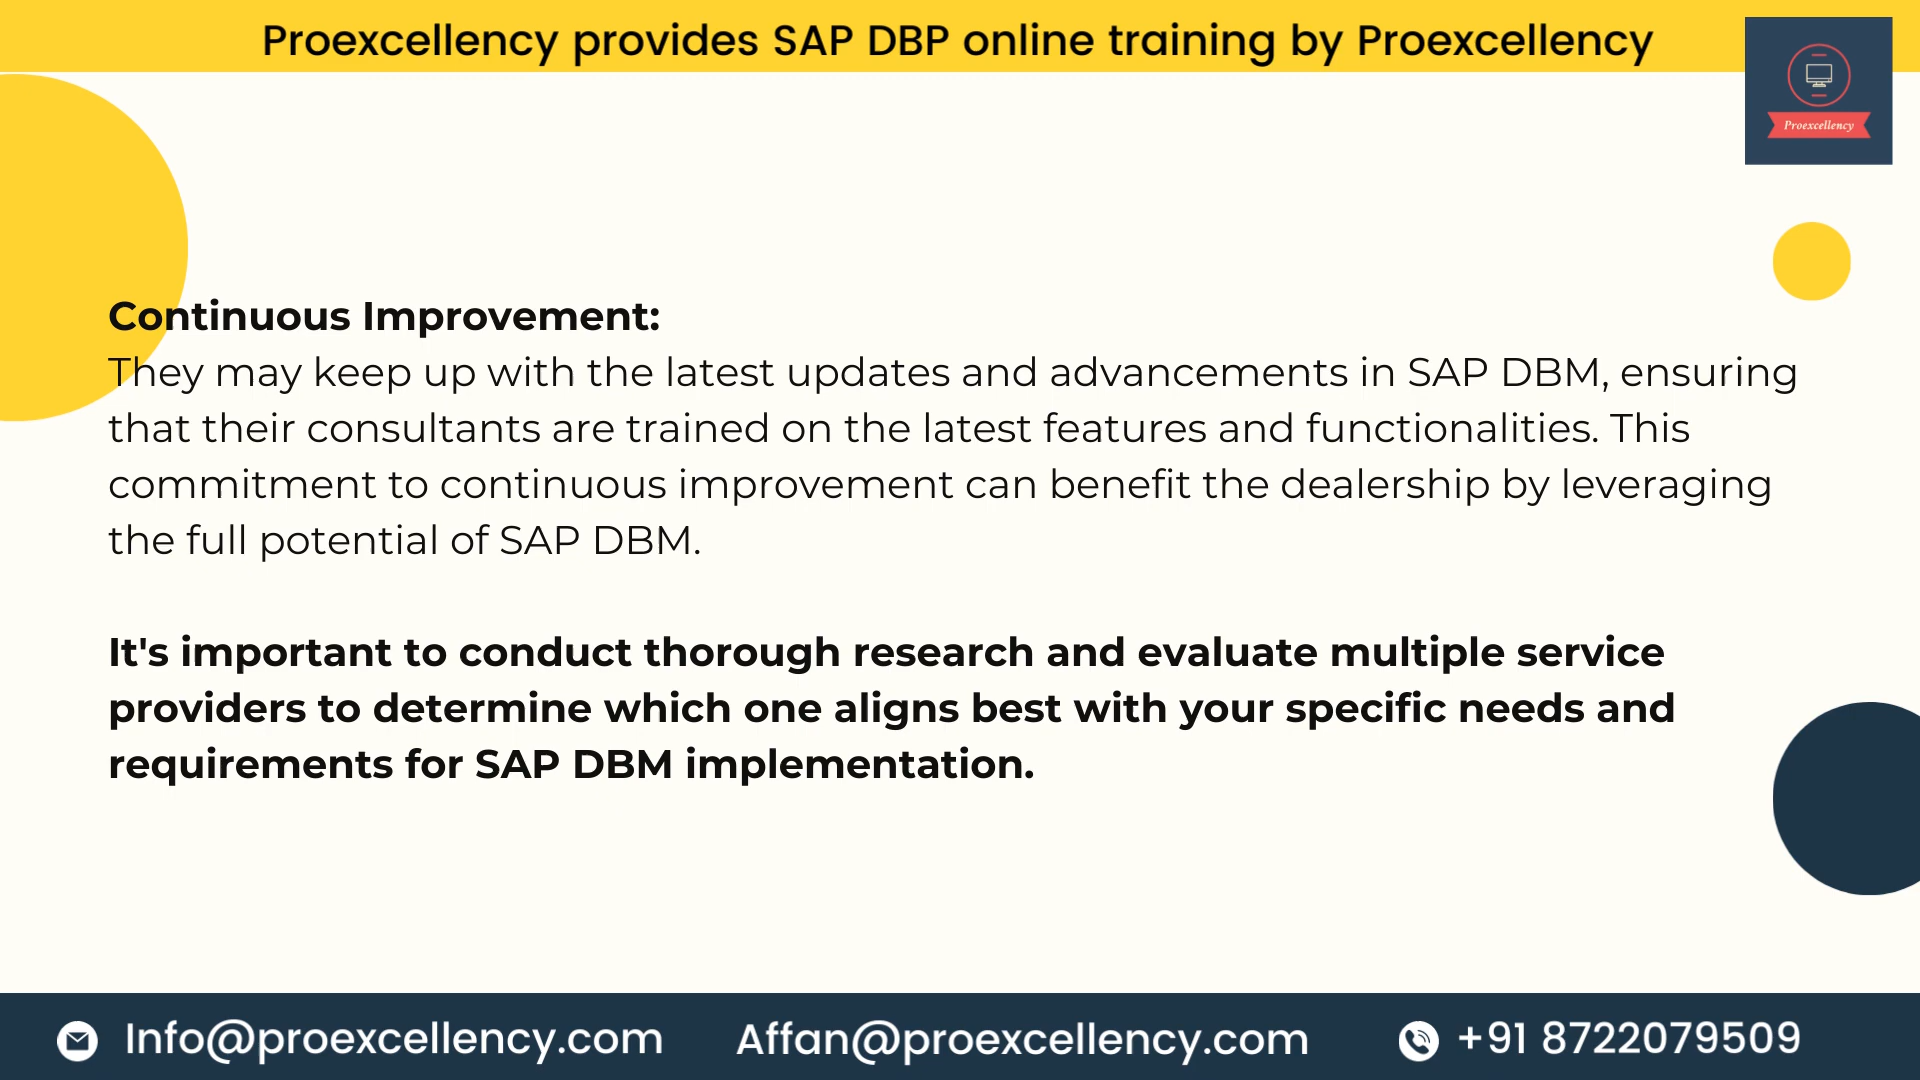 Proexcellency provides SAP DBP online training by Proexcellency
Proexcellency
Continuous Improvement:
They may keep up with the latest updates and advancements in SAP DBM, ensuring
that their consultants are trained on the latest features and functionalities. This
commitment to continuous improvement can benefit the dealership by leveraging
the full potential of SAP DBM.
It's important to conduct thorough research and evaluate multiple service
providers to determine which one aligns best with your specific needs and
requirements for SAP DBM implementation.
Info@proexcellency.com Affan@proexcellency.com +91 8722079509